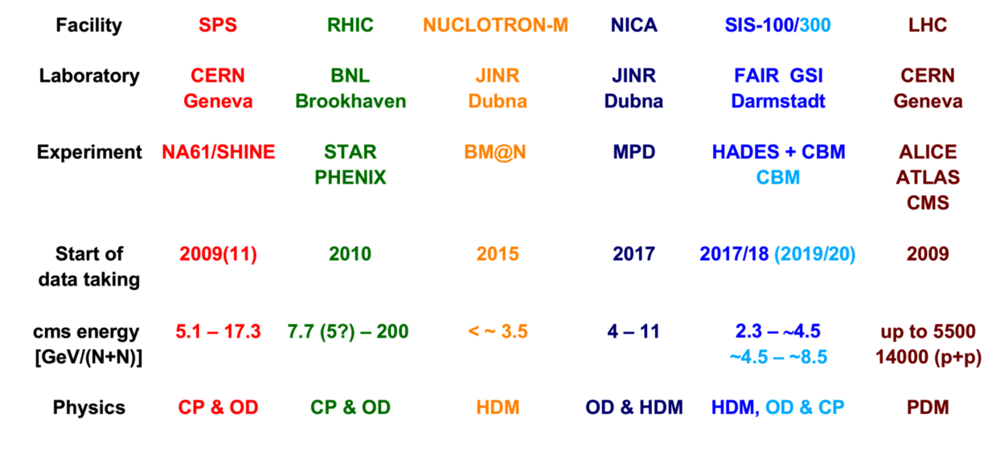 Facility SPS RHIC NUCLOTRON-M NICA SIS-100/300 LHC
Laboratory CERN BNL JINR JINR FAIR GSI CERN
Geneva Brookhaven Dubna Dubna Darmstadt Geneva
Experiment NA61/SHINE STAR BM@N MPD HADES + CBM ALICE
PHENIX CBM ATLAS
CMS
Start of 2009(11) 2010 2015 2017 2017/18 (2019/20) 2009
data taking
cms energy 5.1 – 17.3 7.7 (5?) – 200 < ~ 3.5 4 – 11 2.3 – ~4.5 up to 5500
[GeV/(N+N)] ~4.5 – ~8.5 14000 (p+p)
Physics CP & OD CP & OD HDM OD & HDM HDM, OD & CP PDM